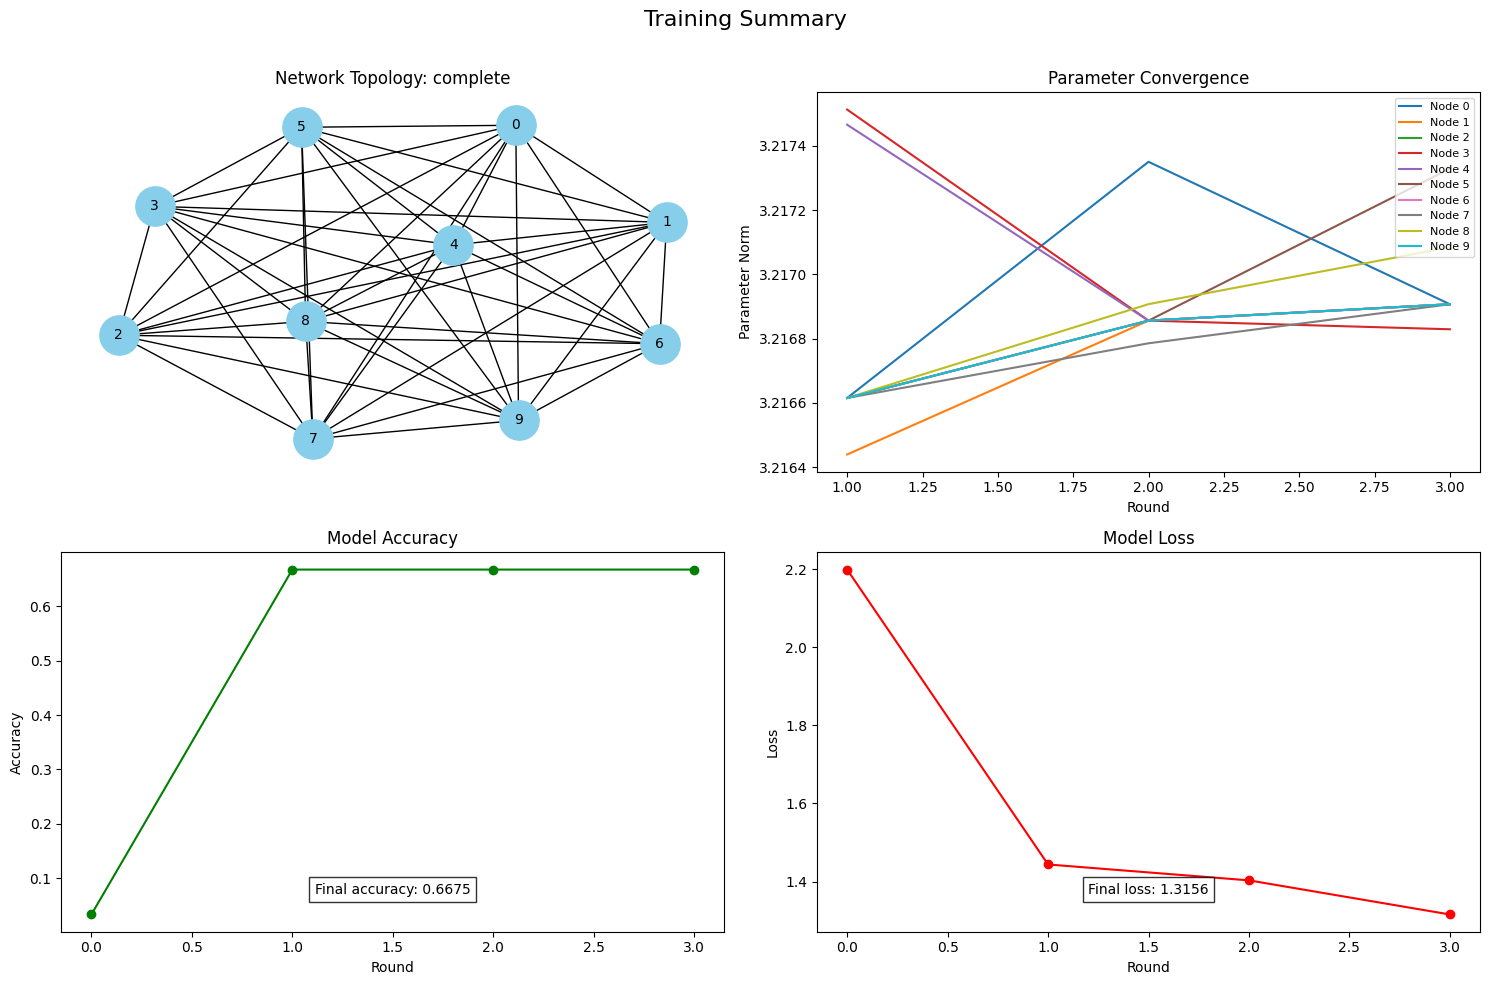 Training Summary
Network Topology: complete
5
0
3
1
4
8
2
6
9
7
Parameter Convergence
Node 0
Node 1
Node 2
Node 3
Node 4
Node 5
Node 6
Node 7
Node 8
Node 9
3.2174
3.2172
3.2170
3.2168
3.2166
3.2164
Parameter Norm
1.00 1.25 1.50 1.75 2.00 2.25 2.50 2.75 3.00
Round
Model Accuracy
0.6
0.5
0.4
0.3
0.2
0.1
Accuracy
Final accuracy: 0.6675
0.0 0.5 1.0 1.5 2.0 2.5 3.0
Round
Model Loss
2.2
2.0
1.8
1.6
1.4
Loss
Final loss: 1.3156
0.0 0.5 1.0 1.5 2.0 2.5 3.0
Round